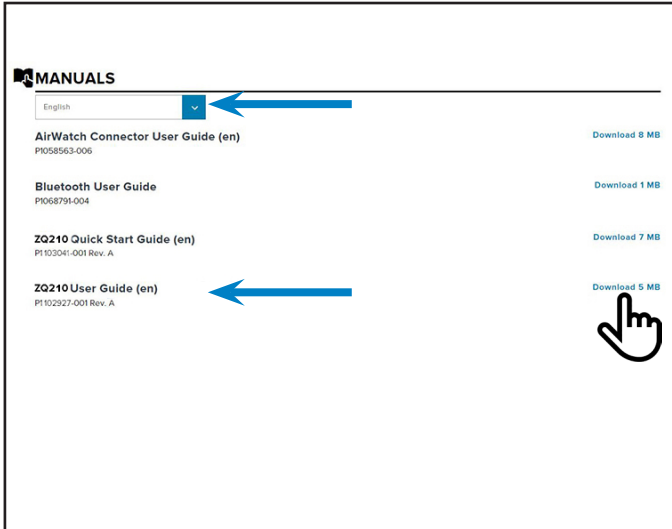 MANUALS
English
AirWatch Connector User Guide (en)
Download 8 MB
P1058563-006
Bluetooth User Guide
Download 1 MB
P1068791-004
ZQ210 Quick Start Guide (en)
Download 7 MB
P1103041-001 Rev. A
ZQ210 User Guide (en)
Download 5 MB
P1102927-001 Rev. A